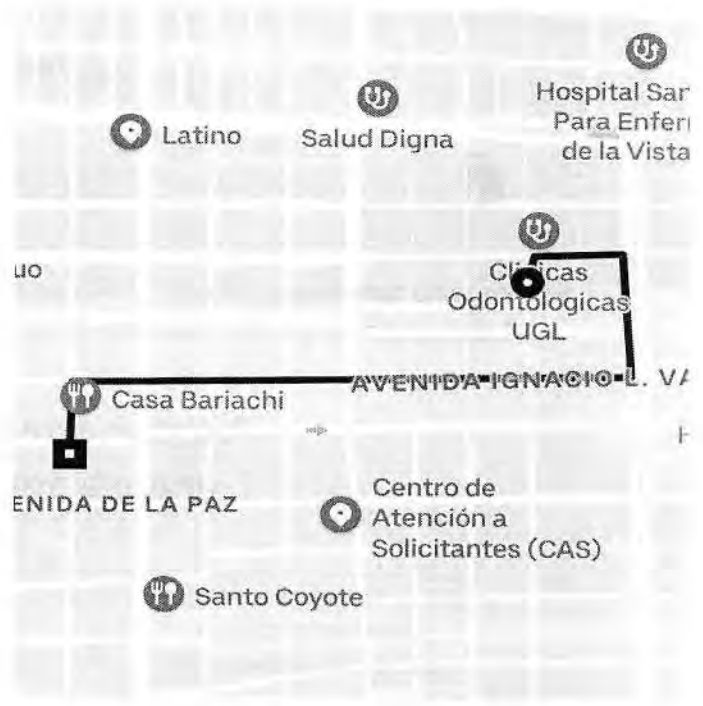 Hospital San
Para Enfer
de la Vista
Latino
Salud Digna
uo
Clínicas
Odontologicas
UGL
AVENIDA IGNACIO L. VA
Casa Bariachi
ENIDA DE LA PAZ
Centro de
Atención a
Solicitantes (CAS)
Santo Coyote